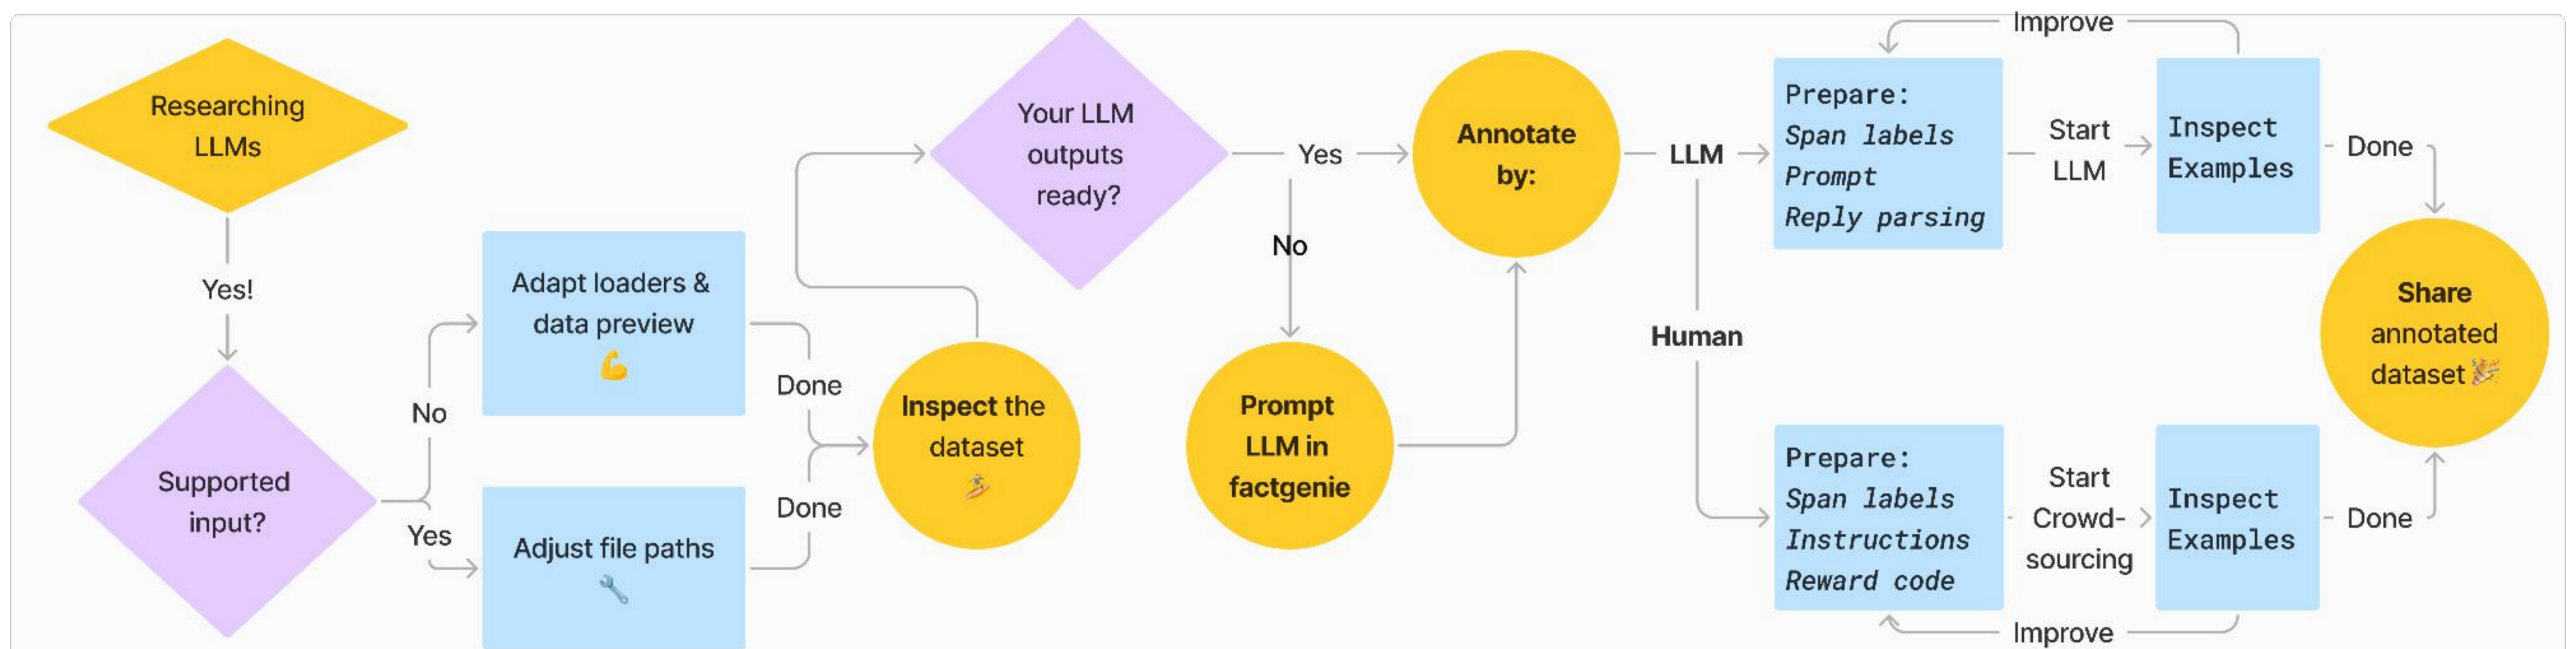 Researching
LLMs
Yes!
Supported
input?
No
Yes
Adapt loaders &
data preview
💪
Adjust file paths
🔧
Done
Done
Inspect the
dataset
🏄
Your LLM
outputs
ready?
Yes
No
Prompt
LLM in
factgenie
Annotate
by:
LLM
Human
Improve
Prepare:
Span labels
Prompt
Reply parsing
Start
LLM
Inspect
Examples
Done
Prepare:
Span labels
Instructions
Reward code
Start
Crowd-
sourcing
Inspect
Examples
Done
Improve
Share
annotated
dataset 🎉